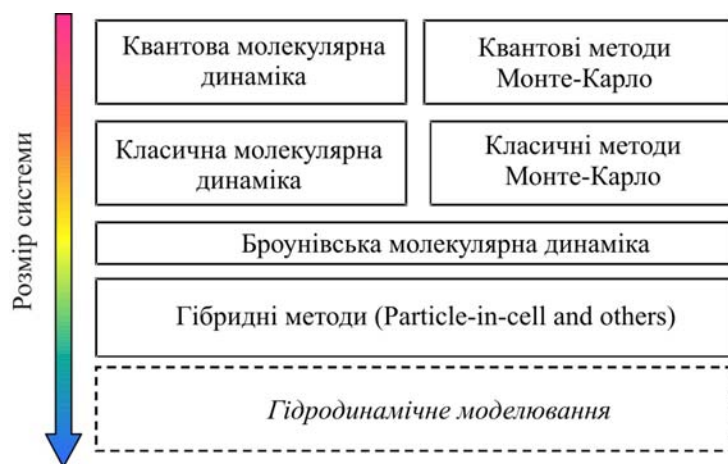 Розмір системи
Квантова молекулярна
динаміка
Квантові методи
Монте-Карло
Класична молекулярна
динаміка
Класичні методи
Монте-Карло
Броунівська молекулярна динаміка
Гібридні методи (Particle-in-cell and others)
Гідродинамічне моделювання